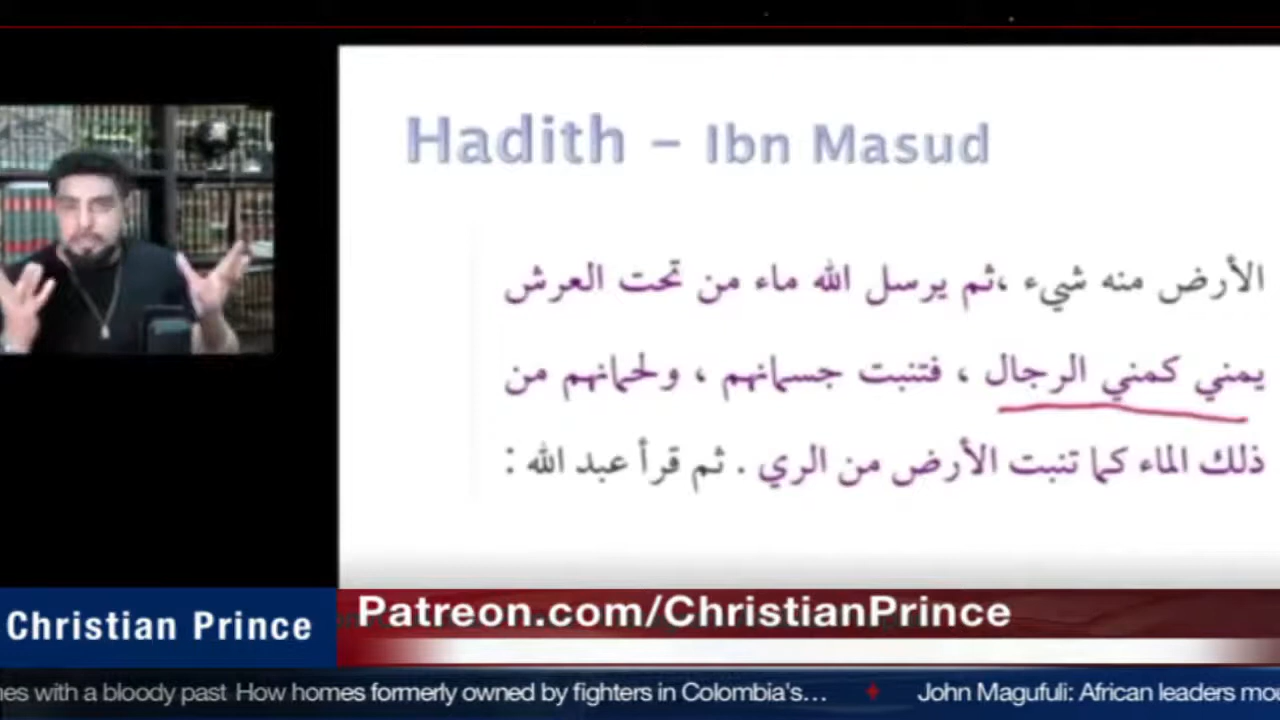 Hadith – Ibn Masud
الأرض منه شيء ،ثم يرسل الله ماء من تحت العرش
يمني كمني الرجال ، فتنبت جسمانهم ، ولحمانهم من
ذلك الماء كما تنبت الأرض من الري . ثم قرأ عبد الله :
Christian Prince
Patreon.com/ChristianPrince
nes with a bloody past How homes formerly owned by fighters in Colombia's... John Magufuli: African leaders mou